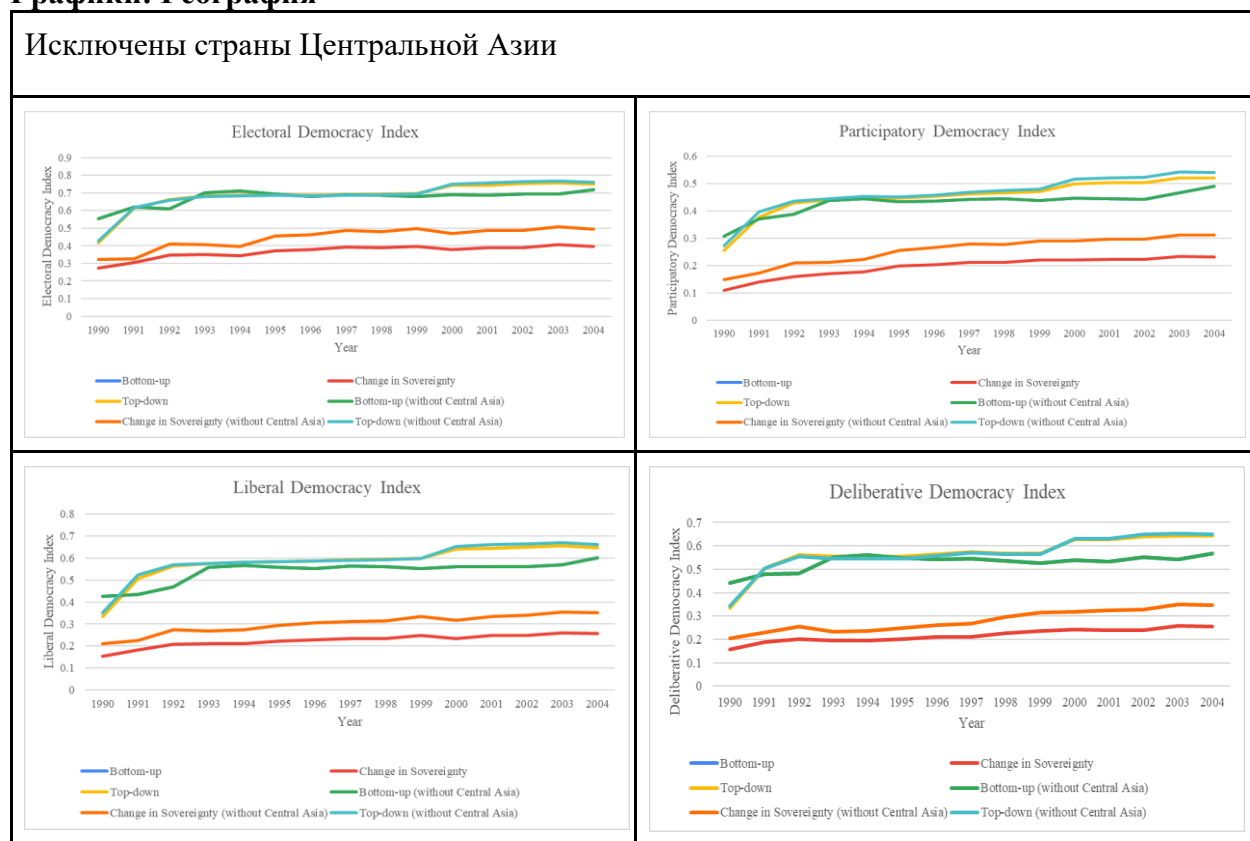 Графики. География
Исключены страны Центральной Азии
Electoral Democracy Index
Electoral Democracy Index
0.9
0.8
0.7
0.6
0.5
0.4
0.3
0.2
0.1
0
1990 1991 1992 1993 1994 1995 1996 1997 1998 1999 2000 2001 2002 2003 2004
Year
Bottom-up Change in Sovereignty
Top-down Bottom-up (without Central Asia)
Change in Sovereignty (without Central Asia) Top-down (without Central Asia)
Participatory Democracy Index
Participatory Democracy Index
0.6
0.5
0.4
0.3
0.2
0.1
0
1990 1991 1992 1993 1994 1995 1996 1997 1998 1999 2000 2001 2002 2003 2004
Year
Bottom-up Change in Sovereignty
Top-down Bottom-up (without Central Asia)
Change in Sovereignty (without Central Asia) Top-down (without Central Asia)
Liberal Democracy Index
Liberal Democracy Index
0.8
0.7
0.6
0.5
0.4
0.3
0.2
0.1
0
1990 1991 1992 1993 1994 1995 1996 1997 1998 1999 2000 2001 2002 2003 2004
Year
Bottom-up Change in Sovereignty
Top-down Bottom-up (without Central Asia)
Change in Sovereignty (without Central Asia) Top-down (without Central Asia)
Deliberative Democracy Index
Deliberative Democracy Index
0.7
0.6
0.5
0.4
0.3
0.2
0.1
0
1990 1991 1992 1993 1994 1995 1996 1997 1998 1999 2000 2001 2002 2003 2004
Year
Bottom-up Change in Sovereignty
Top-down Bottom-up (without Central Asia)
Change in Sovereignty (without Central Asia) Top-down (without Central Asia)